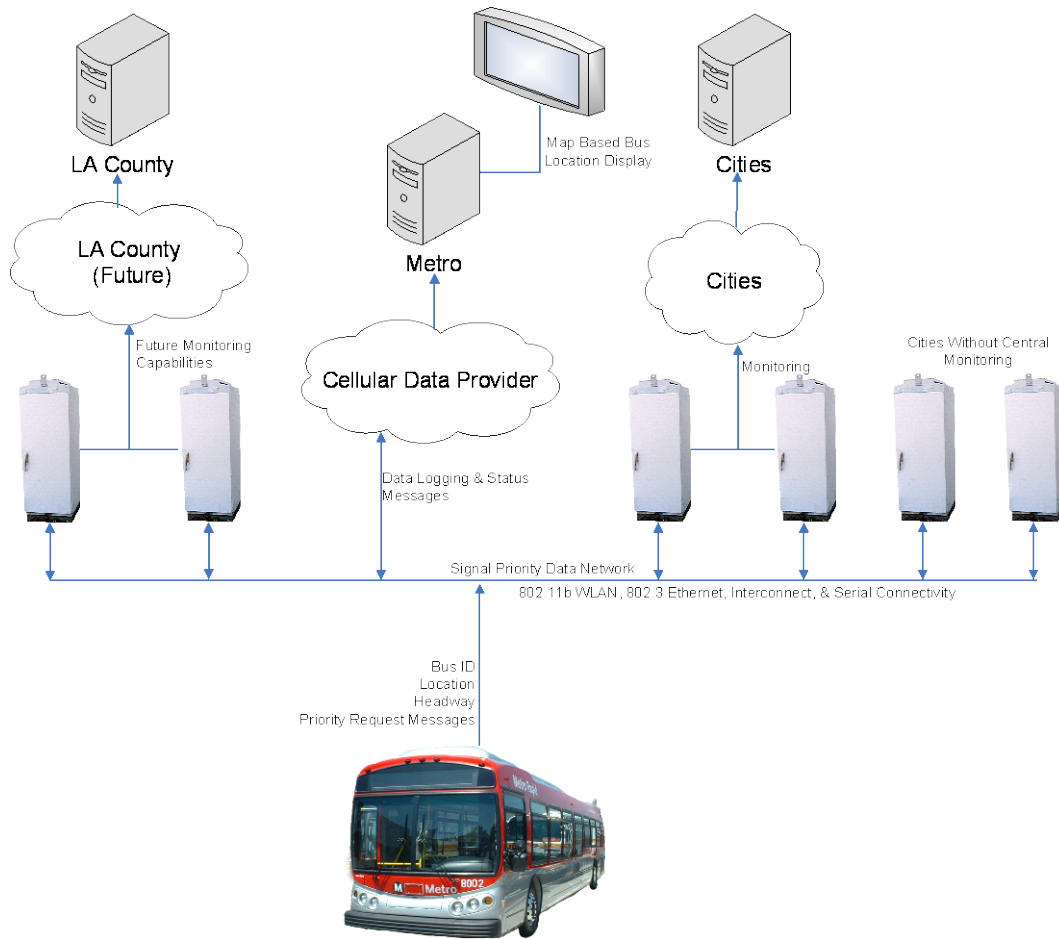 LA County
Map Based Bus
Location Display
Cities
Metro
LA County
(Future)
Cities
Future Monitoring
Capabilities
Cellular Data Provider
Monitoring
Cities Without Central
Monitoring
Data Logging & Status
Messages
Signal Priority Data Network
802.11b WLAN, 802.3 Ethernet, Interconnect, & Serial Connectivity
Bus ID
Location
Headway
Priority Request Messages
Metro Rapid
M Metro 8002